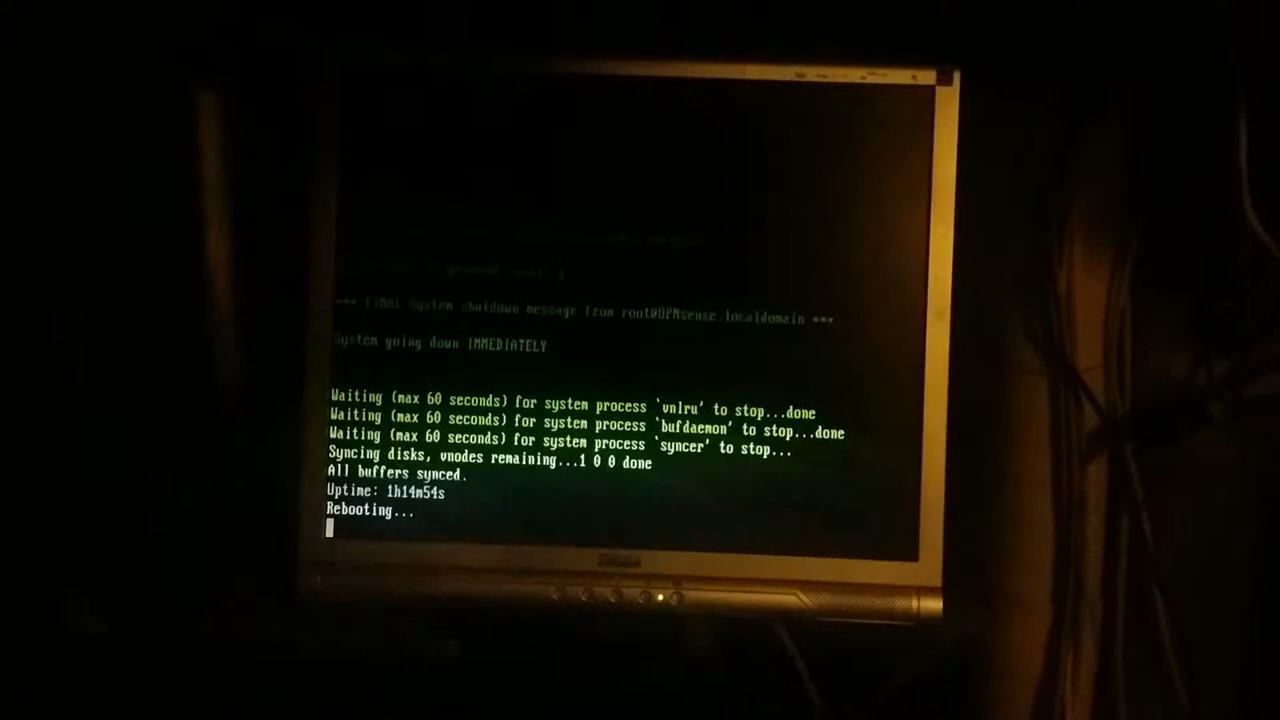 *** FINAL System shutdown message from root@OPNsense.localdomain ***
System going down IMMEDIATELY
Waiting (max 60 seconds) for system process `vnlru' to stop...done
Waiting (max 60 seconds) for system process `bufdaemon' to stop...done
Waiting (max 60 seconds) for system process `syncer' to stop...
Syncing disks, vnodes remaining...1 0 0 done
All buffers synced.
Uptime: 1h14m54s
Rebooting...